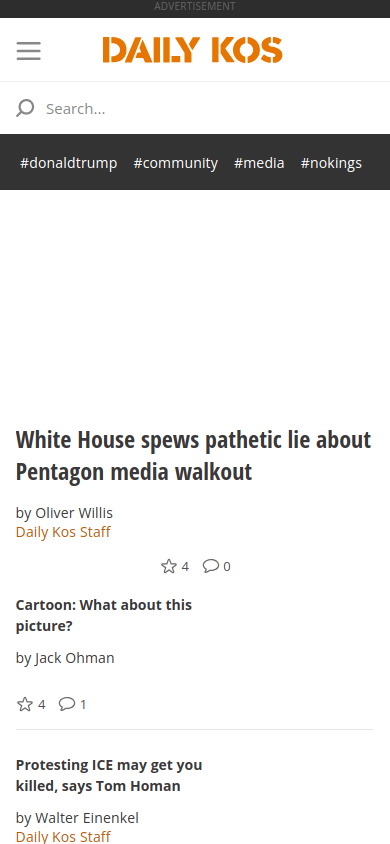 ADVERTISEMENT
DAILY KOS
Search...
#donaldtrump #community #media #nokings
White House spews pathetic lie about
Pentagon media walkout
by Oliver Willis
Daily Kos Staff
4 0
Cartoon: What about this
picture?
by Jack Ohman
4 1
Protesting ICE may get you
killed, says Tom Homan
by Walter Einenkel
Daily Kos Staff